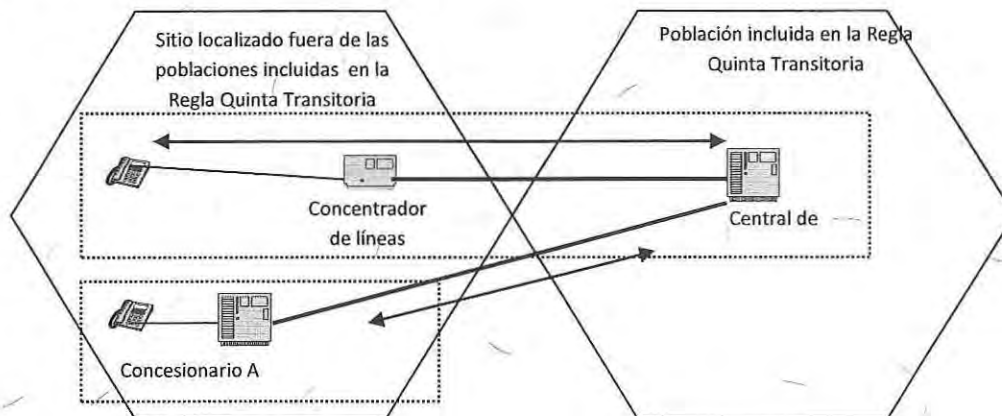 Sitio localizado fuera de las
poblaciones incluidas en la
Regla Quinta Transitoria
Población incluida en la Regla
Quinta Transitoria
Concentrador
de líneas
Central de
Concesionario A